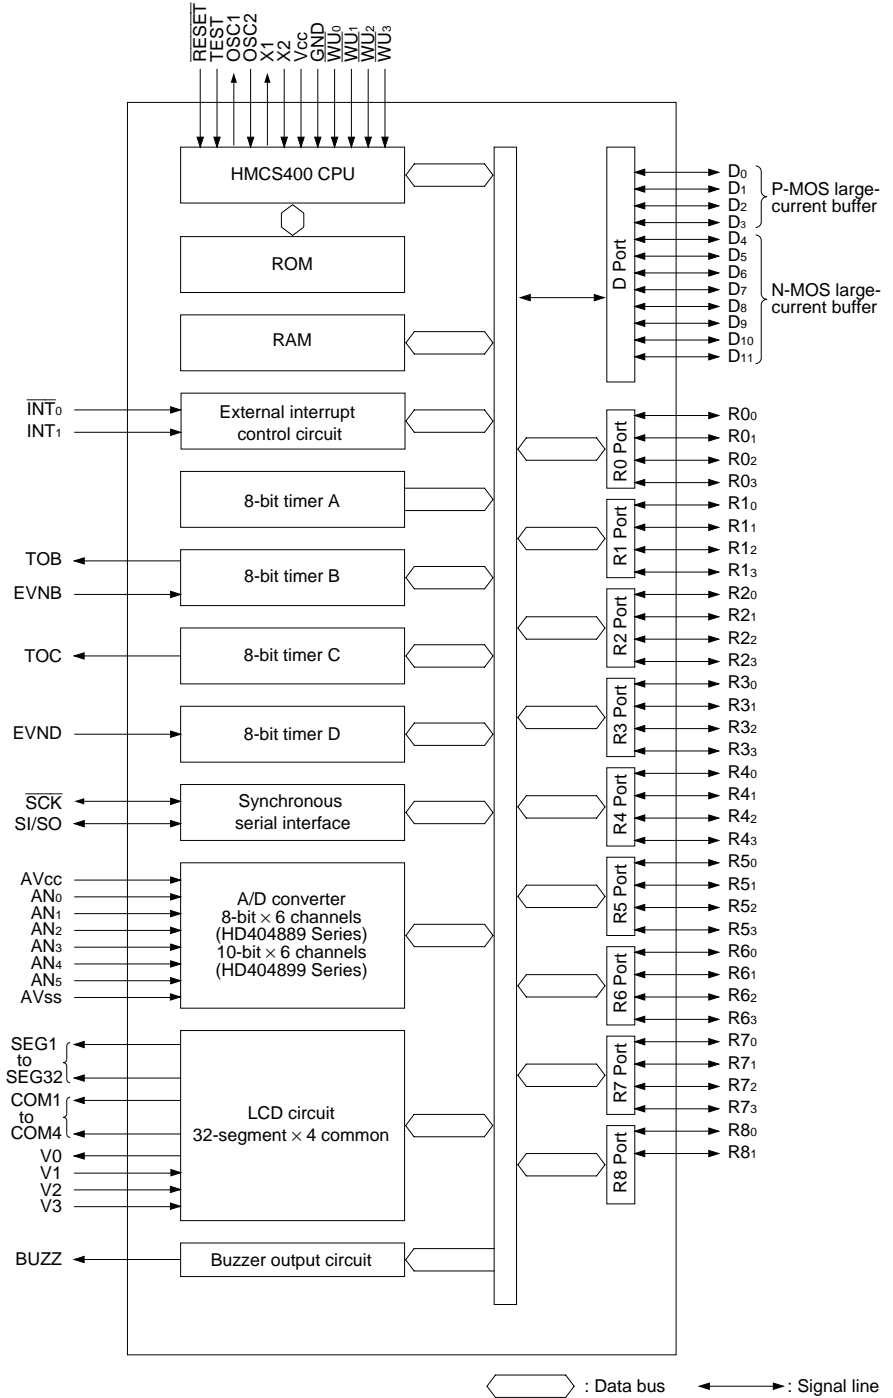 RESET
TEST
OSC1
OSC2
X1
X2
Vcc
GND
WU0
WU1
WU2
WU3
HMCS400 CPU
ROM
RAM
INT0
INT1
External interrupt
control circuit
8-bit timer A
TOB
EVNB
8-bit timer B
TOC
8-bit timer C
EVND
8-bit timer D
SCK
SI/SO
Synchronous
serial interface
AVcc
AN0
AN1
AN2
AN3
AN4
AN5
AVss
A/D converter
8-bit × 6 channels
(HD404889 Series)
10-bit × 6 channels
(HD404899 Series)
SEG1
to
SEG32
COM1
to
COM4
V0
V1
V2
V3
LCD circuit
32-segment × 4 common
BUZZ
Buzzer output circuit
D Port
D0
D1
D2
D3
D4
D5
D6
D7
D8
D9
D10
D11
P-MOS large-
current buffer
N-MOS large-
current buffer
R0 Port
R00
R01
R02
R03
R1 Port
R10
R11
R12
R13
R2 Port
R20
R21
R22
R23
R3 Port
R30
R31
R32
R33
R4 Port
R40
R41
R42
R43
R5 Port
R50
R51
R52
R53
R6 Port
R60
R61
R62
R63
R7 Port
R70
R71
R72
R73
R8 Port
R80
R81
: Data bus
: Signal line